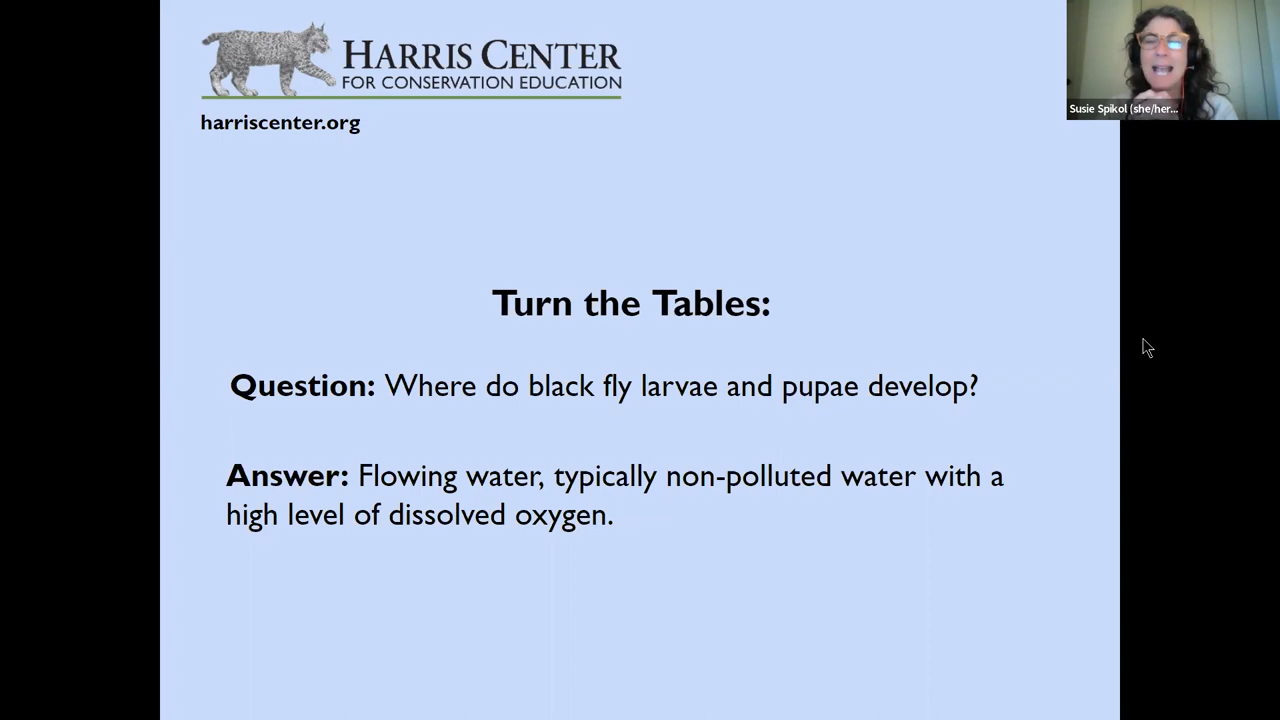 HARRIS CENTER
FOR CONSERVATION EDUCATION
harriscenter.org
Susie Spikol (she/her...
Turn the Tables:
Question: Where do black fly larvae and pupae develop?
Answer: Flowing water, typically non-polluted water with a
high level of dissolved oxygen.